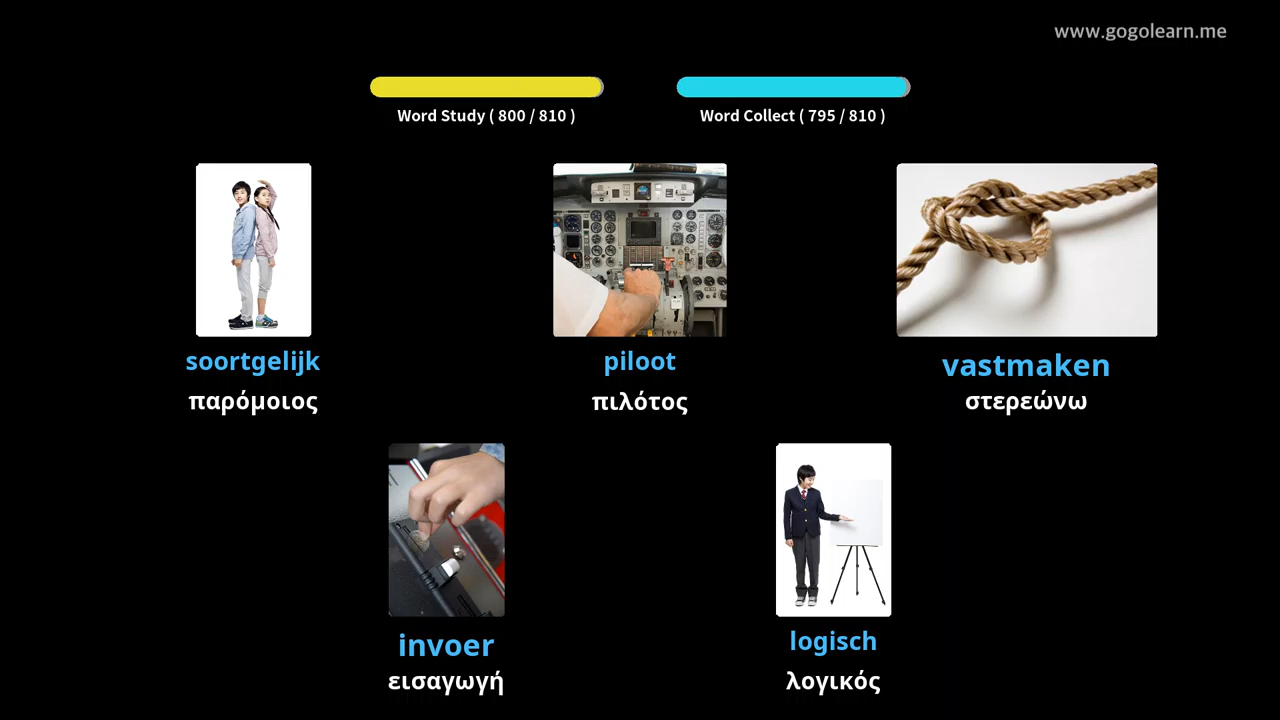 www.gogolearn.me
Word Study ( 800 / 810 )
Word Collect ( 795 / 810 )
soortgelijk
παρόμοιος
piloot
πιλότος
vastmaken
στερεώνω
invoer
εισαγωγή
logisch
λογικός